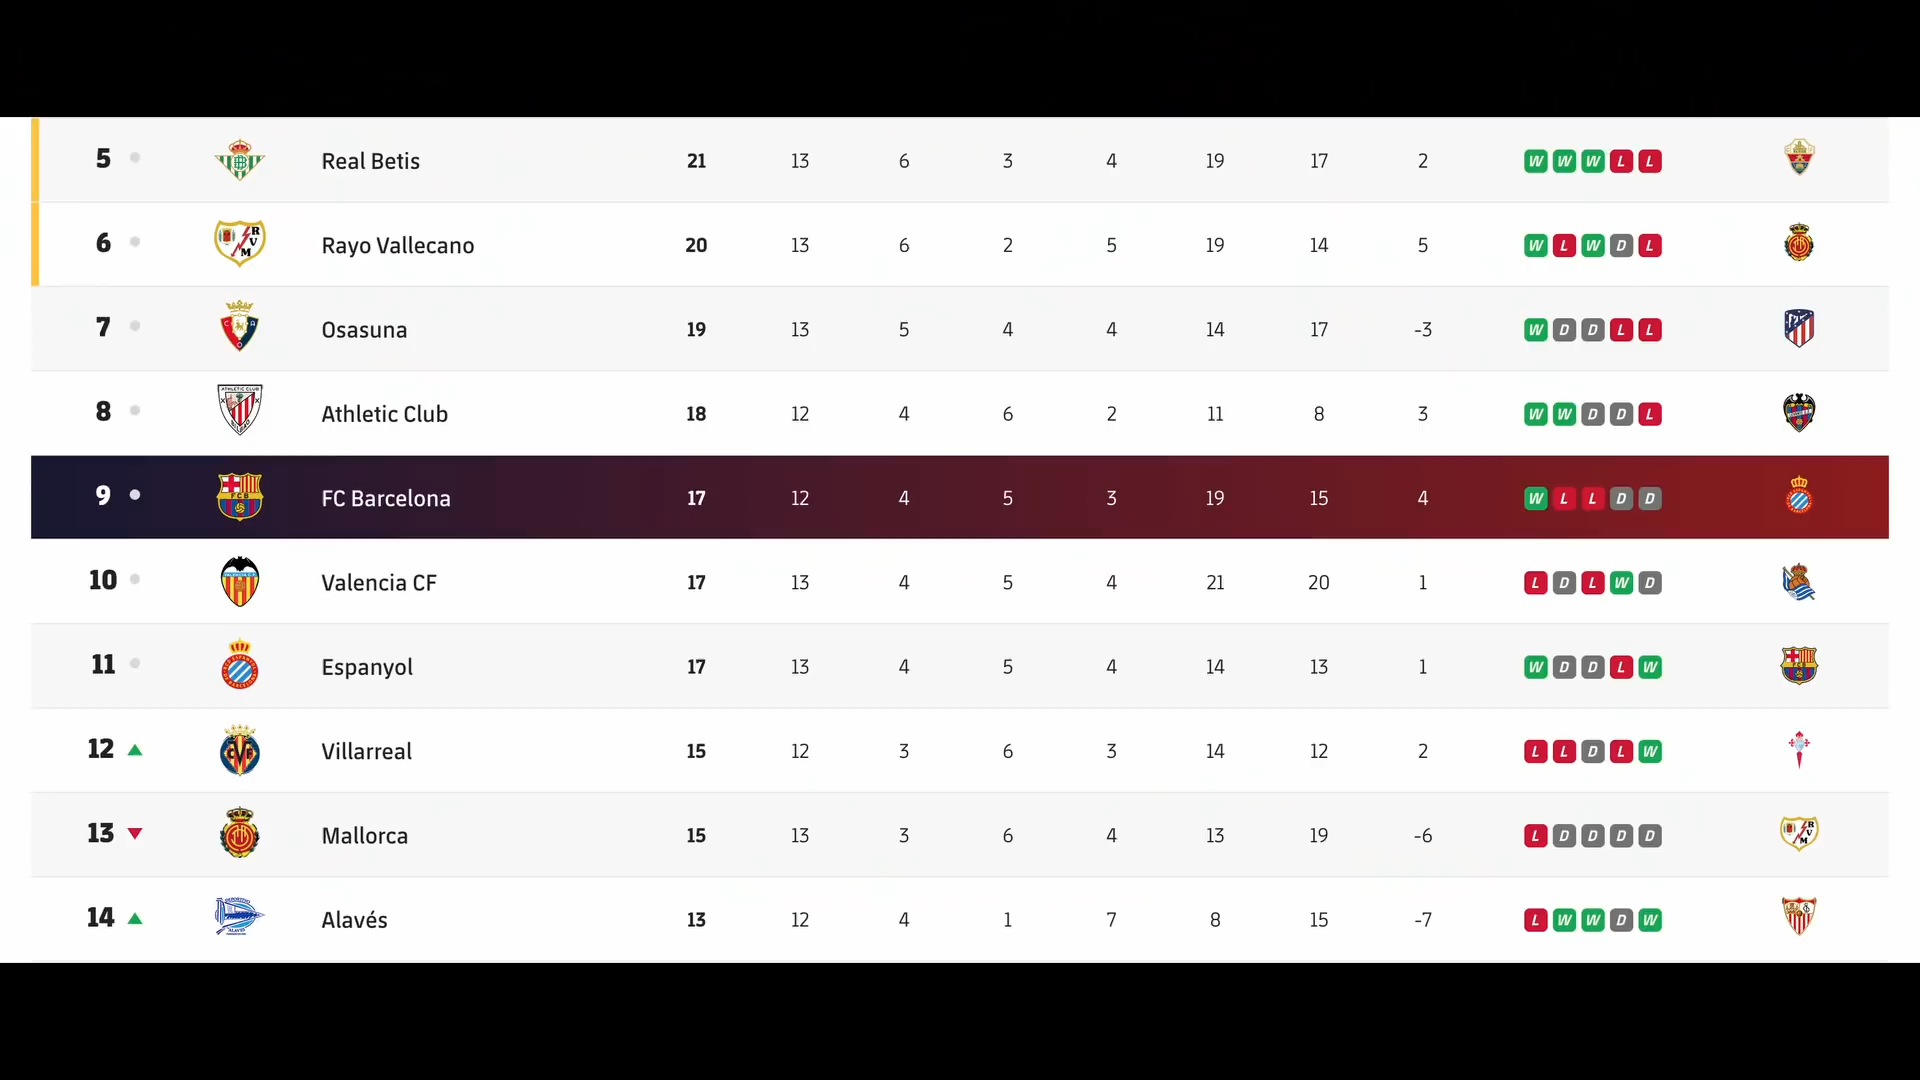 5 Real Betis 21 13 6 3 4 19 17 2 W W W L L
6 Rayo Vallecano 20 13 6 2 5 19 14 5 W L W D L
7 Osasuna 19 13 5 4 4 14 17 -3 W D D L L
8 Athletic Club 18 12 4 6 2 11 8 3 W W D D L
9 FC Barcelona 17 12 4 5 3 19 15 4 W L L D D
10 Valencia CF 17 13 4 5 4 21 20 1 L D L W D
11 Espanyol 17 13 4 5 4 14 13 1 W D D L W
12 Villarreal 15 12 3 6 3 14 12 2 L L D L W
13 Mallorca 15 13 3 6 4 13 19 -6 L D D D D
14 Alavés 13 12 4 1 7 8 15 -7 L W W D W